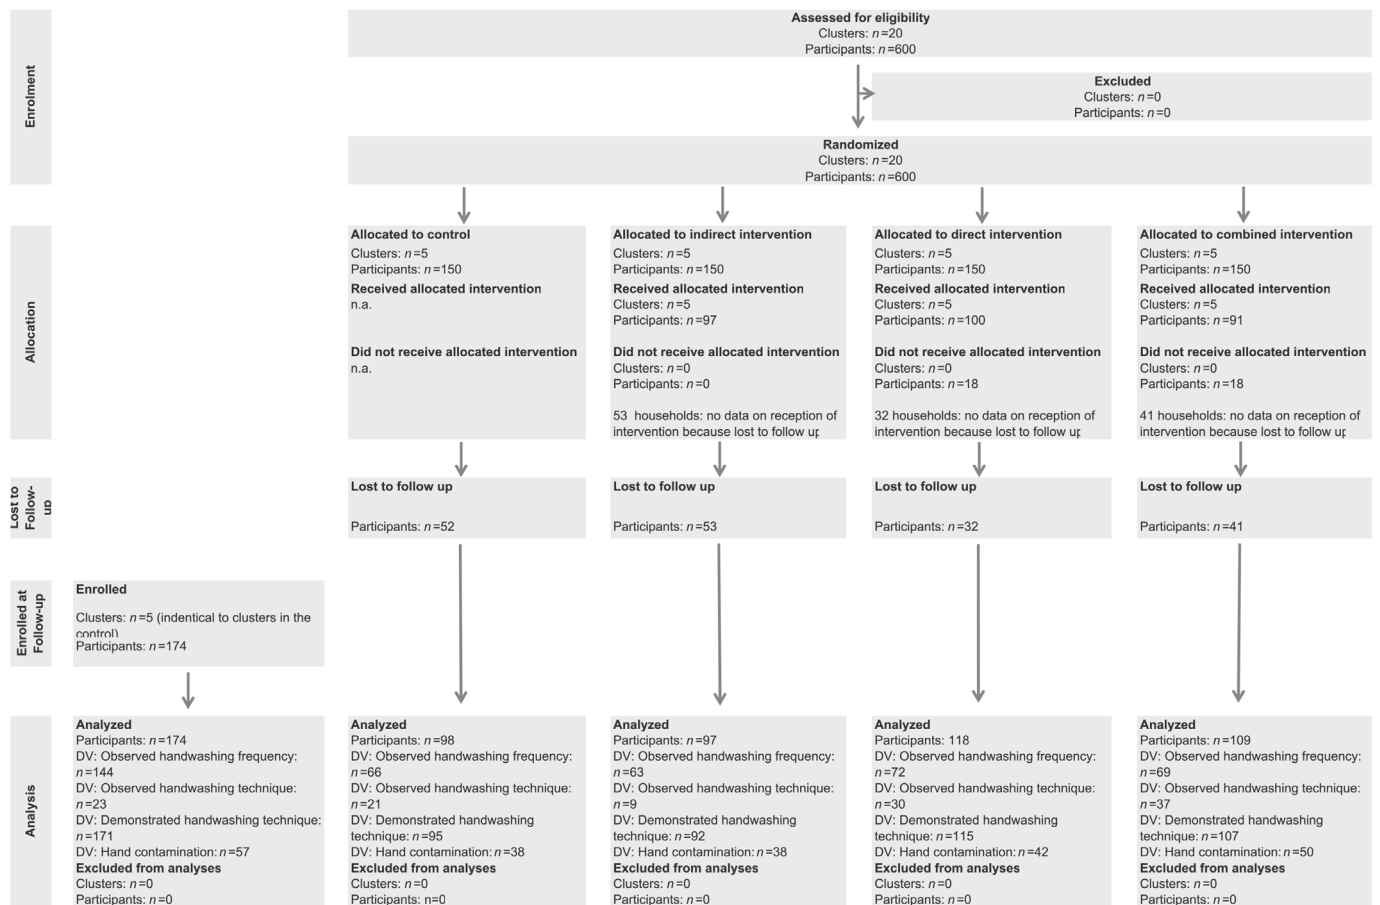 Enrolment
Assessed for eligibility
Clusters: n=20
Participants: n=600
Excluded
Clusters: n=0
Participants: n=0
Randomized
Clusters: n=20
Participants: n=600
Allocation
Allocated to control
Clusters: n=5
Participants: n=150
Received allocated intervention
n.a.
Did not receive allocated intervention
n.a.
Allocated to indirect intervention
Clusters: n=5
Participants: n=150
Received allocated intervention
Clusters: n=5
Participants: n=97
Did not receive allocated intervention
Clusters: n=0
Participants: n=0
53 households: no data on reception of
intervention because lost to follow up
Allocated to direct intervention
Clusters: n=5
Participants: n=150
Received allocated intervention
Clusters: n=5
Participants: n=100
Did not receive allocated intervention
Clusters: n=0
Participants: n=18
32 households: no data on reception of
intervention because lost to follow up
Allocated to combined intervention
Clusters: n=5
Participants: n=150
Received allocated intervention
Clusters: n=5
Participants: n=91
Did not receive allocated intervention
Clusters: n=0
Participants: n=18
41 households: no data on reception of
intervention because lost to follow up
Lost to
Follow-
up
Lost to follow up
Participants: n=52
Lost to follow up
Participants: n=53
Lost to follow up
Participants: n=32
Lost to follow up
Participants: n=41
Enrolled at
Follow-up
Enrolled
Clusters: n=5 (indentical to clusters in the
control)
Participants: n=174
Analysis
Analyzed
Participants: n=174
DV: Observed handwashing frequency:
n=144
DV: Observed handwashing technique:
n=23
DV: Demonstrated handwashing technique:
n=171
DV: Hand contamination: n=57
Excluded from analyses
Clusters: n=0
Participants: n=0
Analyzed
Participants: n=98
DV: Observed handwashing frequency:
n=66
DV: Observed handwashing technique:
n=21
DV: Demonstrated handwashing
technique: n=95
DV: Hand contamination: n=38
Excluded from analyses
Clusters: n=0
Participants: n=0
Analyzed
Participants: n=97
DV: Observed handwashing frequency:
n=63
DV: Observed handwashing technique:
n=9
DV: Demonstrated handwashing
technique: n=92
DV: Hand contamination: n=38
Excluded from analyses
Clusters: n=0
Participants: n=0
Analyzed
Participants: 118
DV: Observed handwashing frequency:
n=72
DV: Observed handwashing technique:
n=30
DV: Demonstrated handwashing
technique: n=115
DV: Hand contamination: n=42
Excluded from analyses
Clusters: n=0
Participants: n=0
Analyzed
Participants: n=109
DV: Observed handwashing frequency:
n=69
DV: Observed handwashing technique:
n=37
DV: Demonstrated handwashing
technique: n=107
DV: Hand contamination: n=50
Excluded from analyses
Clusters: n=0
Participants: n=0